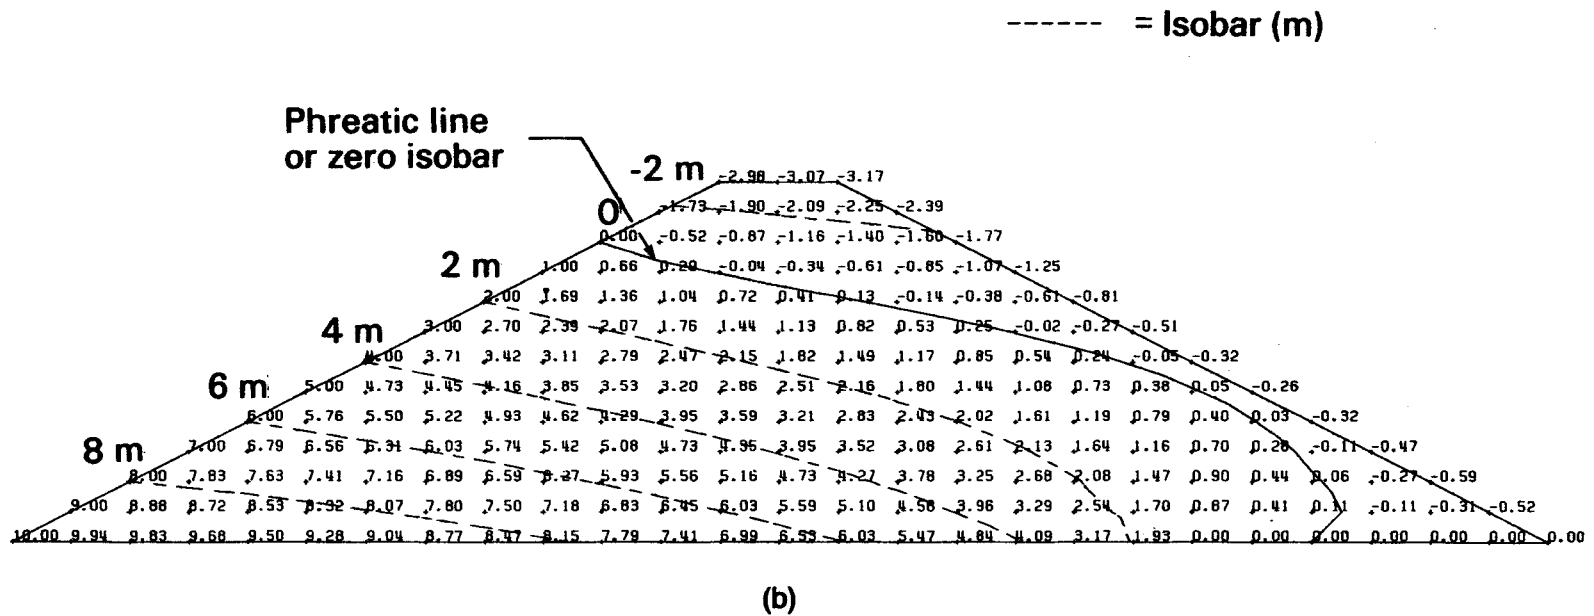 = Isobar (m)
Phreatic line
or zero isobar
-2 m
-2.98 -3.07 -3.17
0
-1.73 -1.90 -2.09 -2.25 -2.39
0.00 -0.52 -0.87 -1.16 -1.40 -1.60 -1.77
2 m
1.00 0.66 0.29 -0.04 -0.34 -0.61 -0.85 -1.07 -1.25
2.00 1.69 1.36 1.04 0.72 0.41 0.13 -0.14 -0.38 -0.61 -0.81
4 m
3.00 2.70 2.39 2.07 1.76 1.44 1.13 0.82 0.53 0.25 -0.02 -0.27 -0.51
4.00 3.71 3.42 3.11 2.79 2.47 2.15 1.82 1.49 1.17 0.85 0.54 0.24 -0.05 -0.32
6 m
5.00 4.73 4.45 4.16 3.85 3.53 3.20 2.86 2.51 2.16 1.80 1.44 1.08 0.73 0.38 0.05 -0.26
6.00 5.76 5.50 5.22 4.93 4.62 4.29 3.95 3.59 3.21 2.83 2.43 2.02 1.61 1.19 0.79 0.40 0.03 -0.32
8 m
7.00 6.79 6.56 6.31 6.03 5.74 5.42 5.08 4.73 4.35 3.95 3.52 3.08 2.61 2.13 1.64 1.16 0.70 0.28 -0.11 -0.47
8.00 7.83 7.63 7.41 7.16 6.89 6.59 6.27 5.93 5.56 5.16 4.73 4.27 3.78 3.25 2.68 2.08 1.47 0.90 0.44 0.06 -0.27 -0.59
9.00 8.88 8.72 8.53 8.32 8.07 7.80 7.50 7.18 6.83 6.45 6.03 5.59 5.10 4.56 3.96 3.29 2.54 1.70 0.87 0.41 0.11 -0.11 -0.31 -0.52
10.00 9.94 9.83 9.68 9.50 9.28 9.04 8.77 8.47 8.15 7.79 7.41 6.99 6.53 6.03 5.47 4.84 4.09 3.17 1.93 0.00 0.00 0.00 0.00 0.00 0.00 0.00
(b)